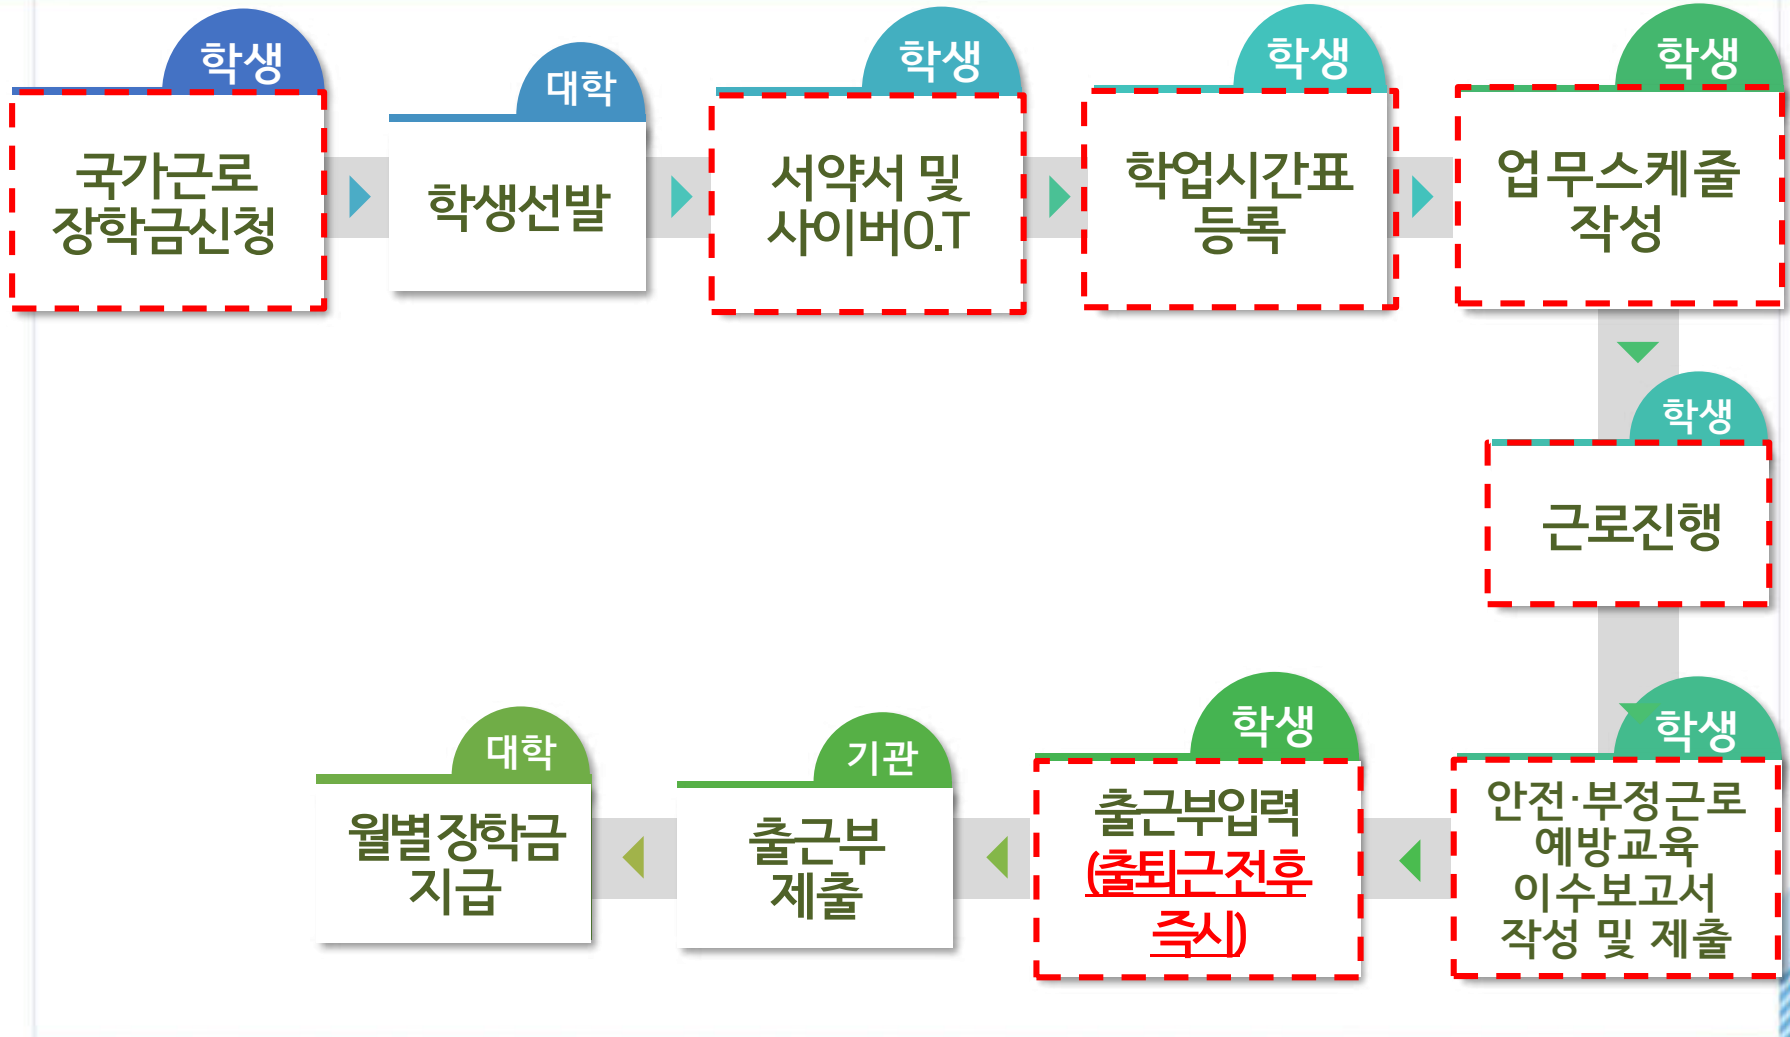 학생
국가근로
장학금신청
대학
학생선발
학생
서약서 및
사이버O.T
학생
학업시간표
등록
학생
업무스케줄
작성
학생
근로진행
학생
안전·부정근로
예방교육
이수보고서
작성 및 제출
학생
출근부입력
(출퇴근전후
즉시)
기관
출근부
제출
대학
월별 장학금
지급